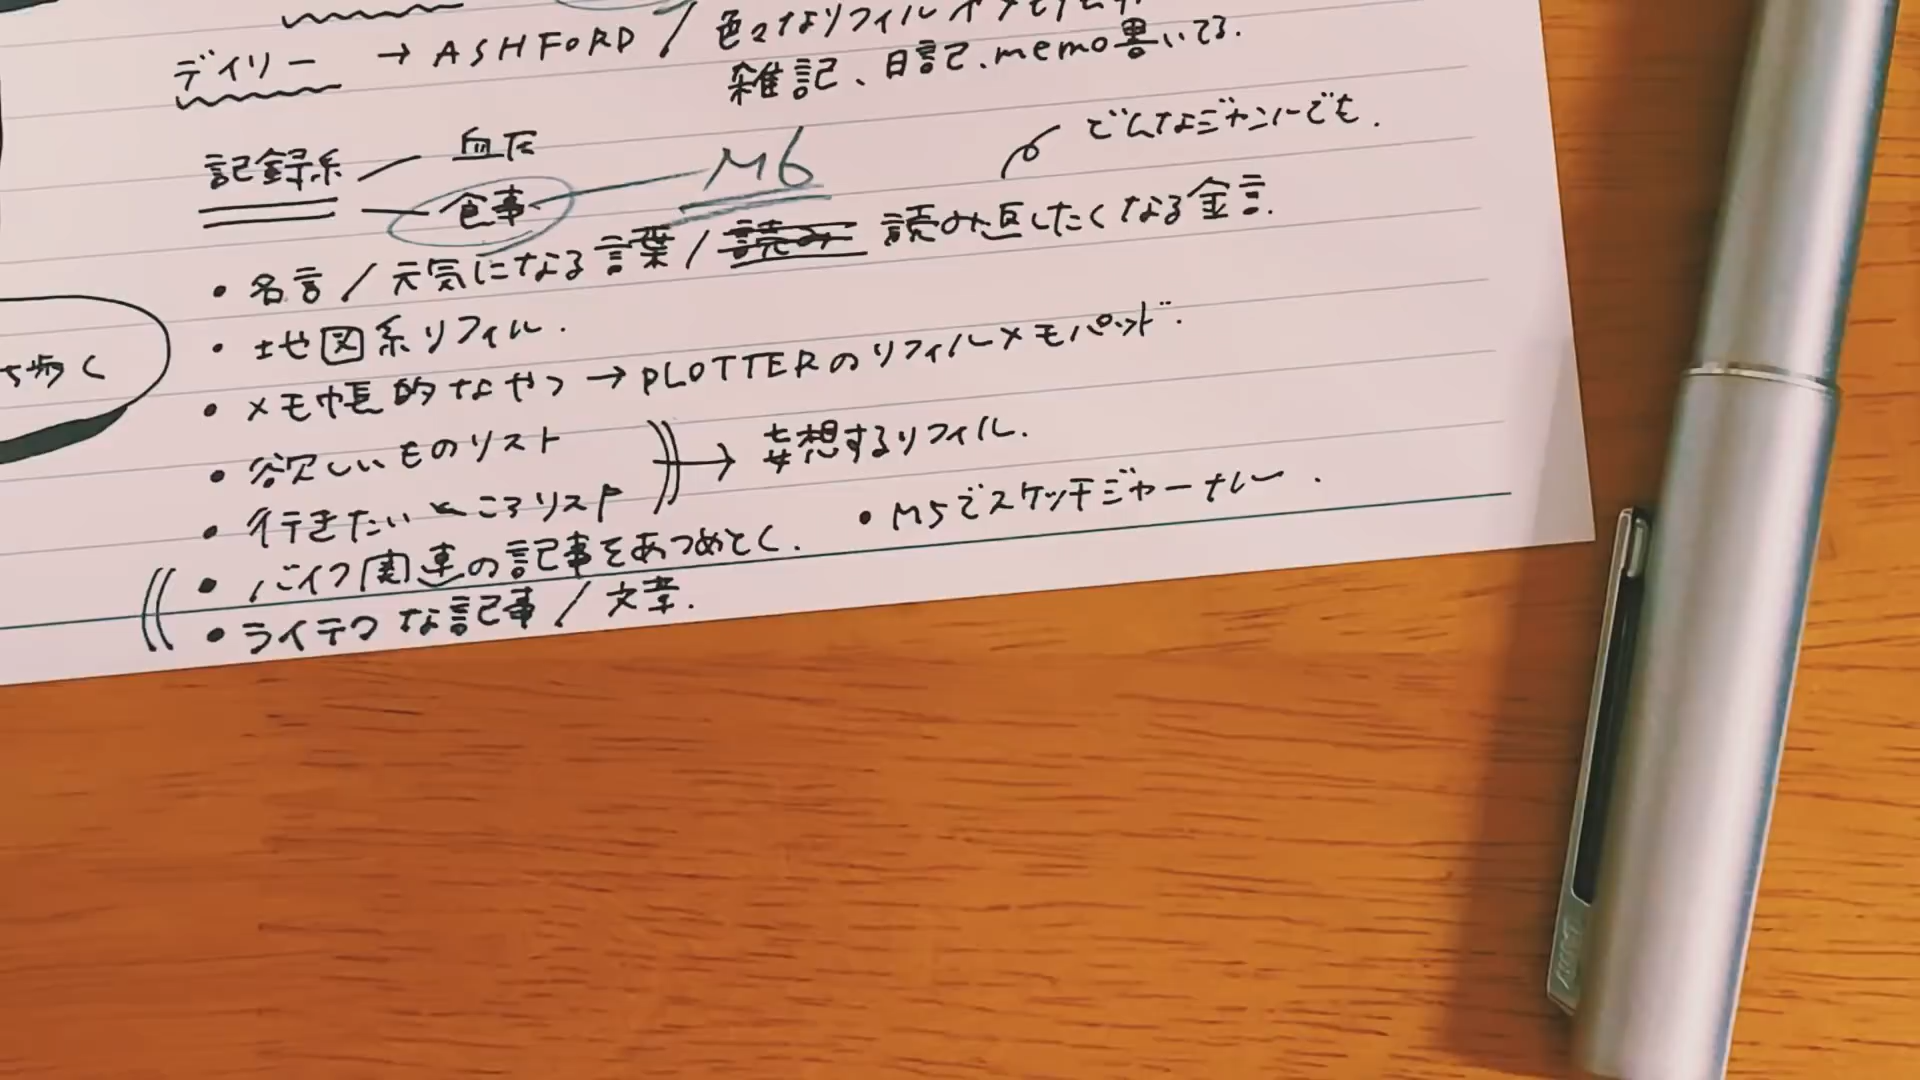 デイリー → ASHFORD / 色々なリフィルやメモ
雑記、日記、memo書いてる.
記録系 血圧
食事 M6
どんなジャンルでも.
• 名言 / 元気になる言葉 / 読み 読み返したくなる金言.
• 地図系リフィル.
• メモ帳的なやつ → PLOTTERのリフィルメモパッド.
ち歩く
• 欲しいものリスト
• 行きたいところリスト → 妄想するリフィル.
• バイク関連の記事をあつめとく.
• M5でスケッチジャーナル.
• ライテクな記事 / 文章.